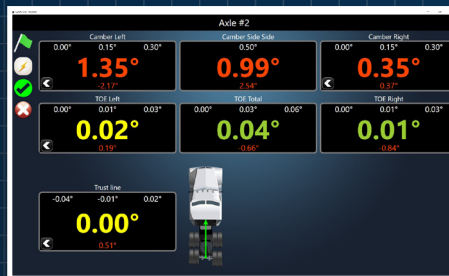 Axle #2
Camber Left
0.00° 0.15° 0.30°
1.35°
-2.17°
Camber Side Side
0.50°
0.99°
2.54°
Camber Right
0.00° 0.15° 0.30°
0.35°
0.37°
TOE Left
0.00° 0.01° 0.03°
0.02°
0.19°
TOE Total
0.00° 0.03° 0.06°
0.04°
-0.66°
TOE Right
0.00° 0.01° 0.03°
0.01°
-0.84°
Trust line
-0.04° -0.01° 0.02°
0.00°
0.51°